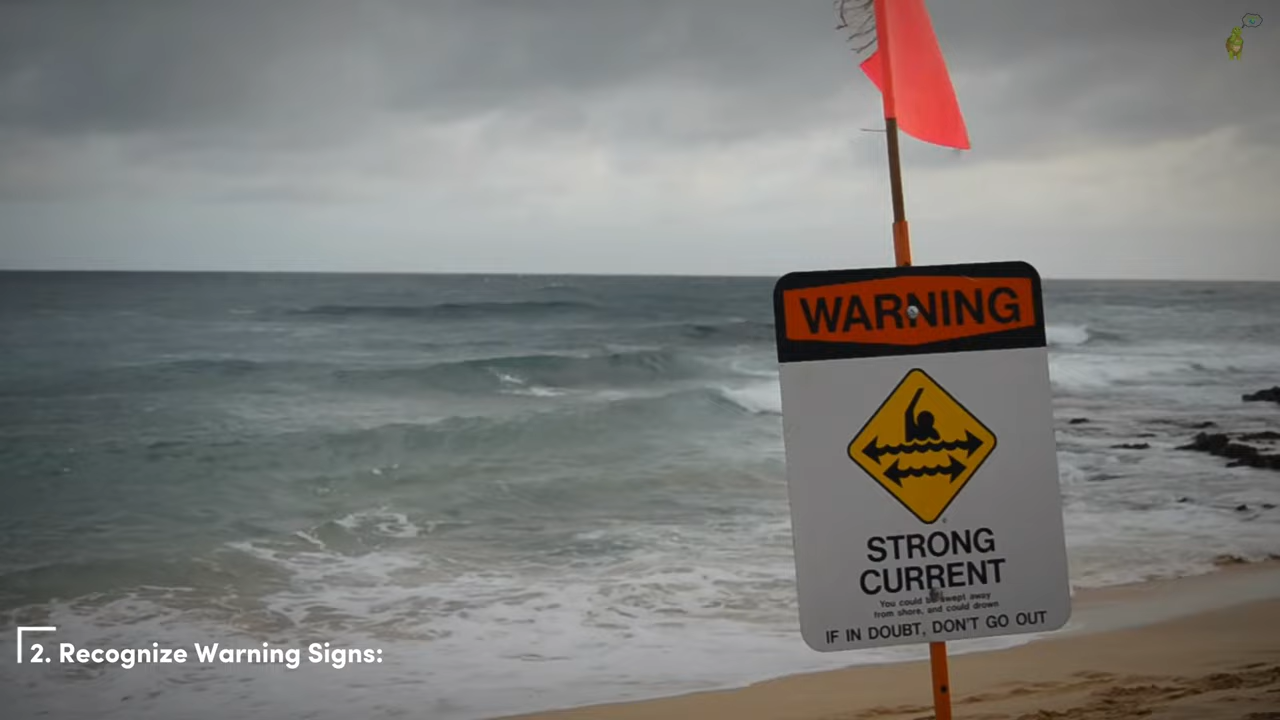 WARNING
STRONG
CURRENT
You could be swept away
from shore, and could drown
IF IN DOUBT, DON'T GO OUT
2. Recognize Warning Signs: